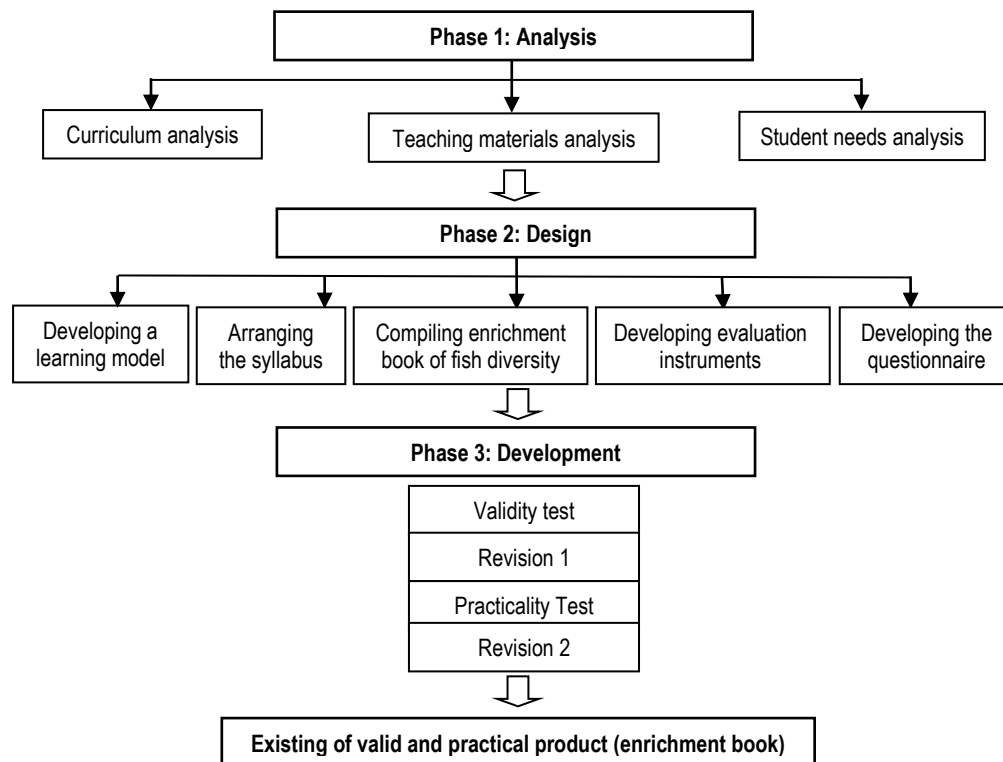 Phase 1: Analysis
Curriculum analysis
Teaching materials analysis
Student needs analysis
Phase 2: Design
Developing a
learning model
Arranging
the syllabus
Compiling enrichment
book of fish diversity
Developing evaluation
instruments
Developing the
questionnaire
Phase 3: Development
Validity test
Revision 1
Practicality Test
Revision 2
Existing of valid and practical product (enrichment book)